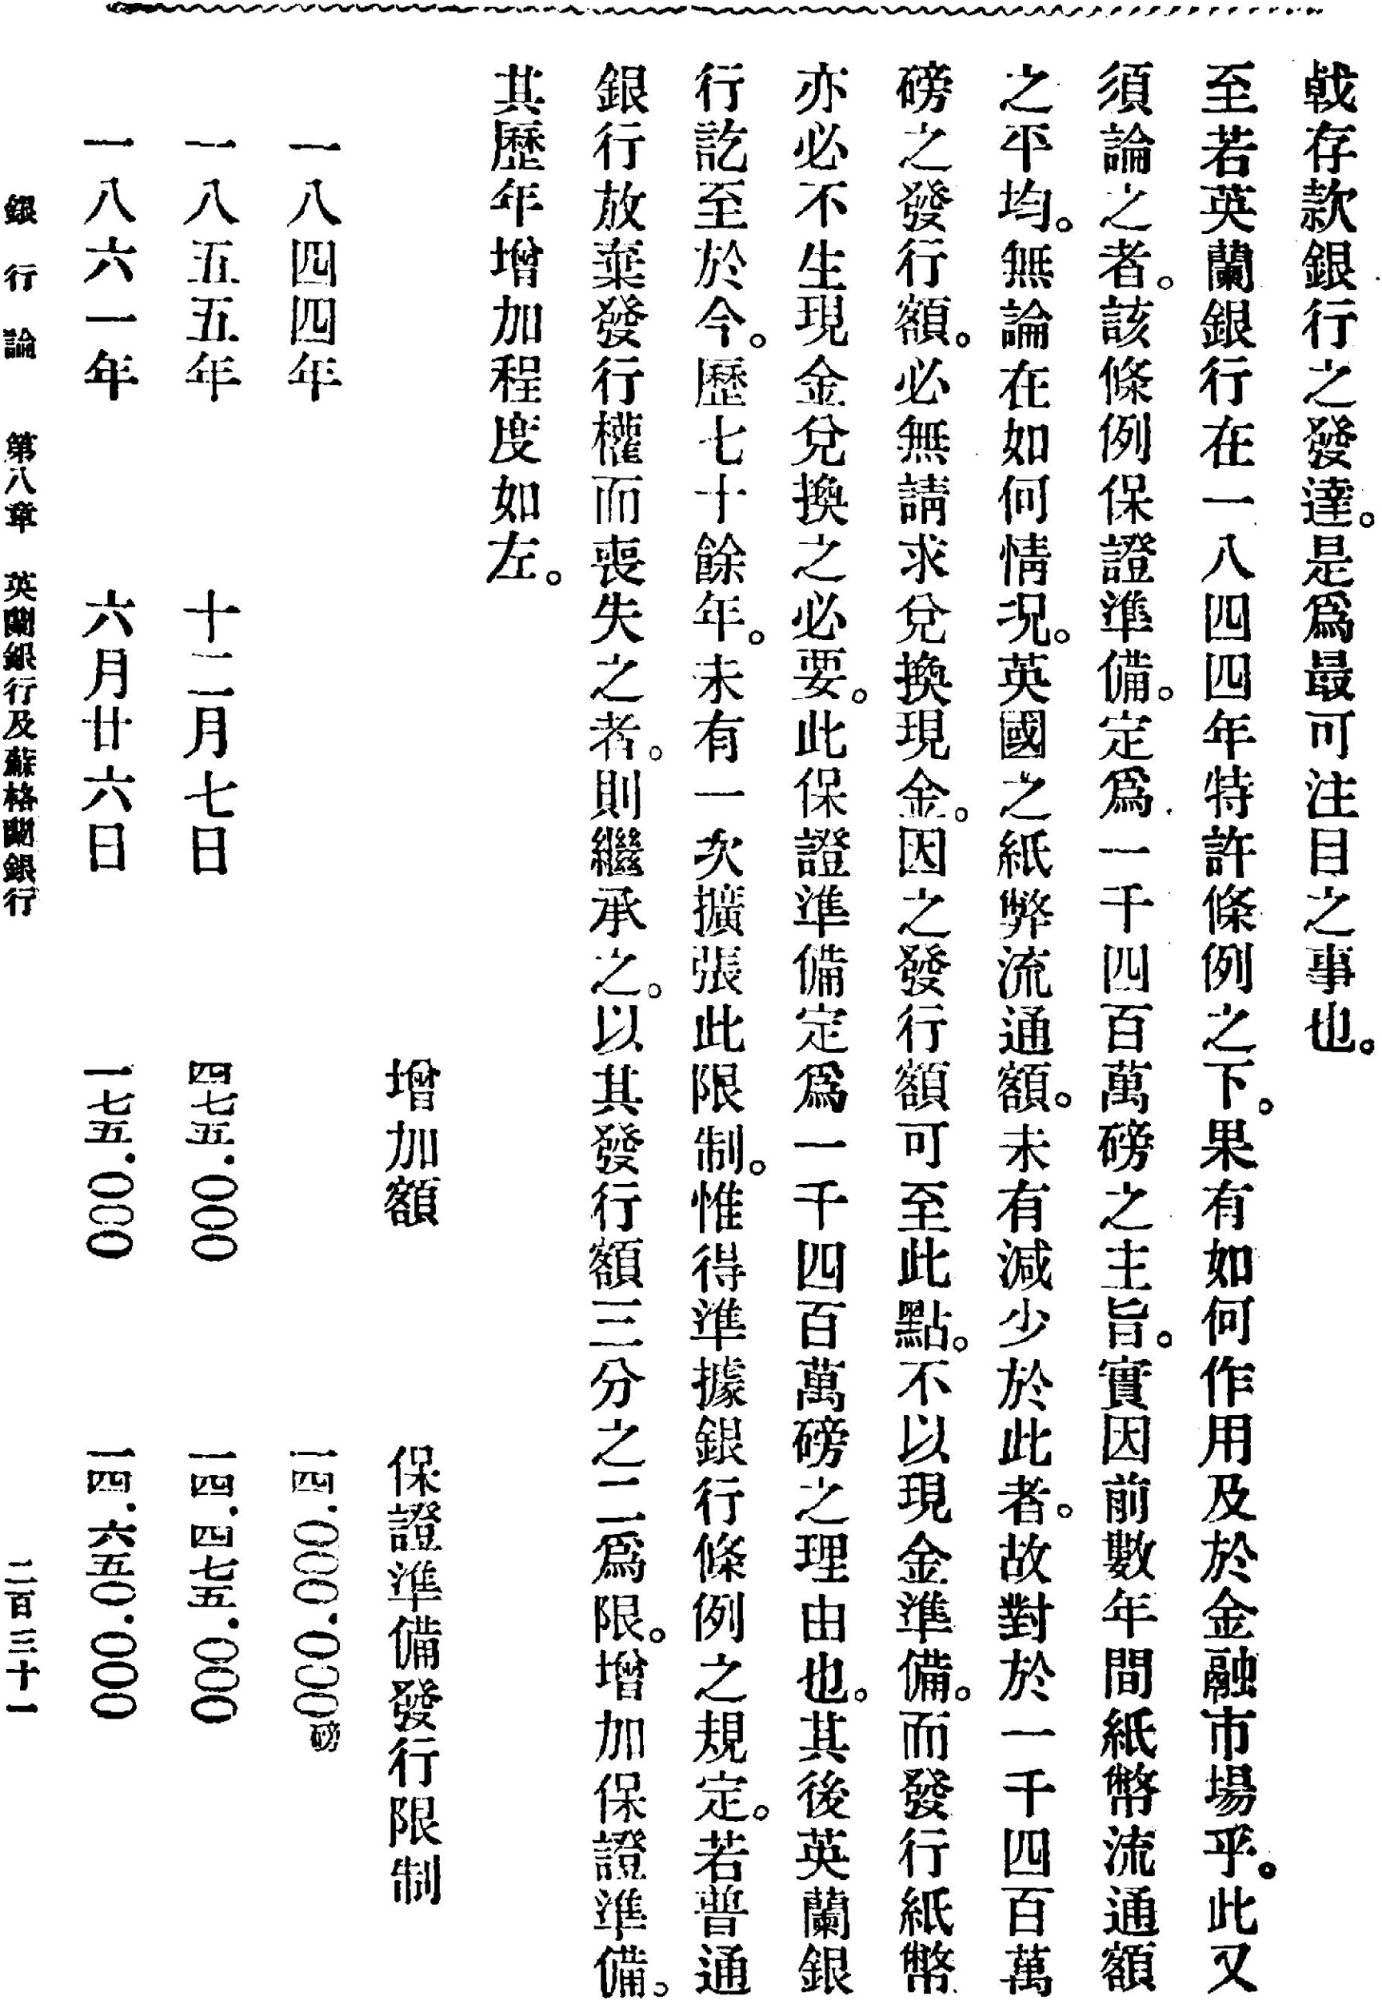 戟存款銀行之發達。是爲最可注目之事也。
至若英蘭銀行在一八四四年特許條例之下。果有如何作用及於金融市場乎。此又
須論之者。該條例保證準備。定爲一千四百萬磅之主旨。實因前數年間紙幣流通額
之平均。無論在如何情況。英國之紙弊流通額。未有減少於此者。故對於一千四百萬
磅之發行額。必無請求兌換現金。因之發行額可至此點。不以現金準備。而發行紙幣
亦必不生現金兌換之必要。此保證準備定爲一千四百萬磅之理由也。其後英蘭銀
行訖至於今。歷七十餘年。未有一次擴張此限制。惟得準據銀行條例之規定。若普通
銀行放棄發行權而喪失之者。則繼承之。以其發行額三分之二爲限。增加保證準備。
其歷年增加程度如左。
增加額 保證準備發行限制
一八四四年 一四.〇〇〇.〇〇〇磅
一八五五年 十二月七日 四七五.〇〇〇 一四.四七五.〇〇〇
一八六一年 六月廿六日 一七五.〇〇〇 一四.六五〇.〇〇〇
銀行論 第八章 英蘭銀行及蘇格蘭銀行 二百三十一